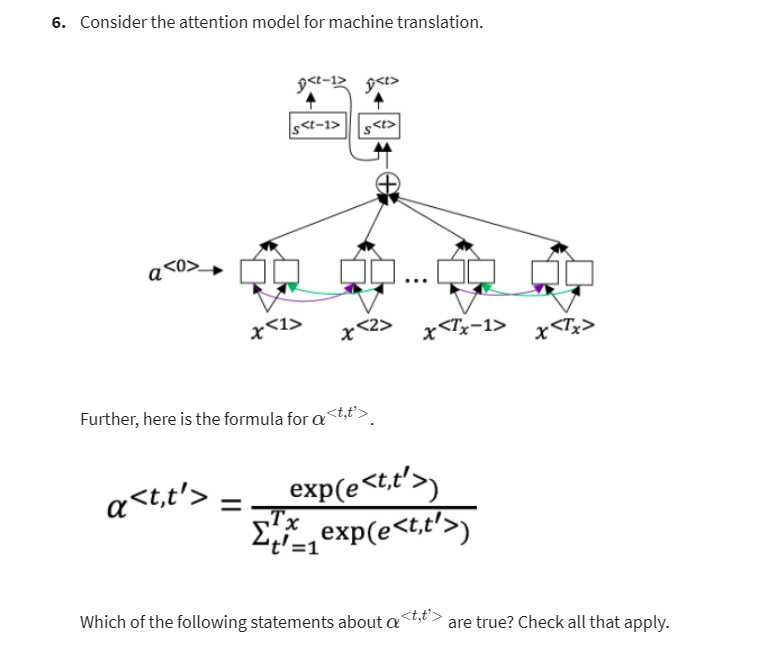 6. Consider the attention model for machine translation.
ŷ<t−1> ŷ<t>
s<t−1> s<t>
a<0>
...
x<1> x<2> x<Tx−1> x<Tx>
Further, here is the formula for α<t,t’>.
α<t,t′> = exp(e<t,t′>) / Σ_{t′=1}^{Tx} exp(e<t,t′>)
Which of the following statements about α<t,t’> are true? Check all that apply.